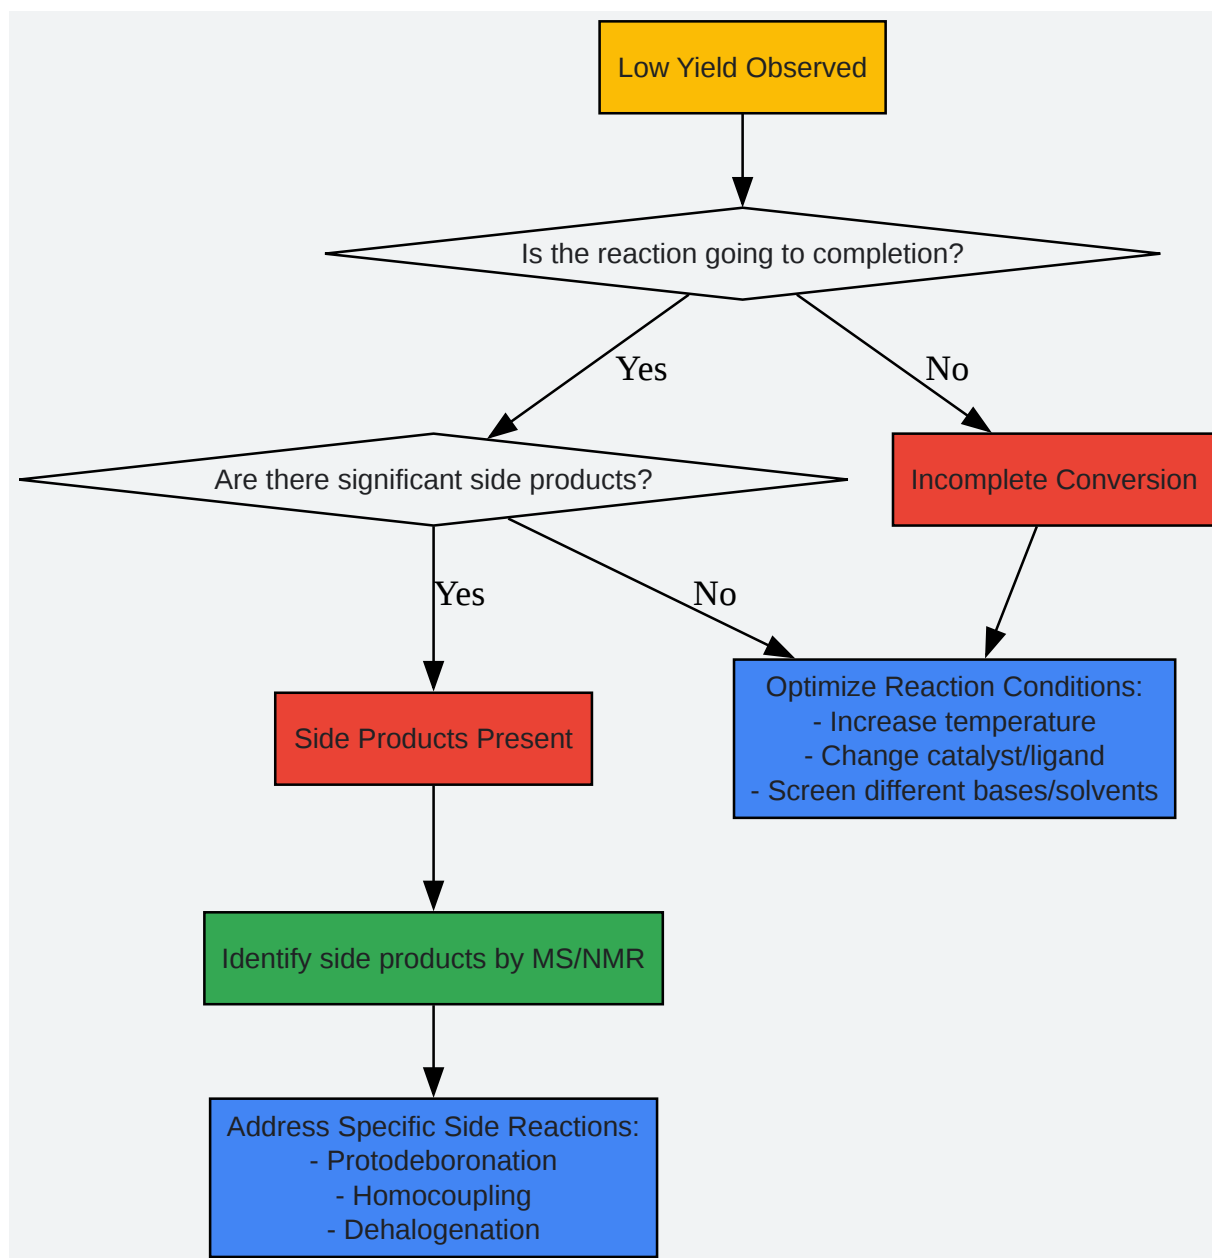 Low Yield Observed
Is the reaction going to completion?
Yes
No
Are there significant side products?
Incomplete Conversion
Yes
No
Side Products Present
Optimize Reaction Conditions:
- Increase temperature
- Change catalyst/ligand
- Screen different bases/solvents
Identify side products by MS/NMR
Address Specific Side Reactions:
- Protodeboronation
- Homocoupling
- Dehalogenation